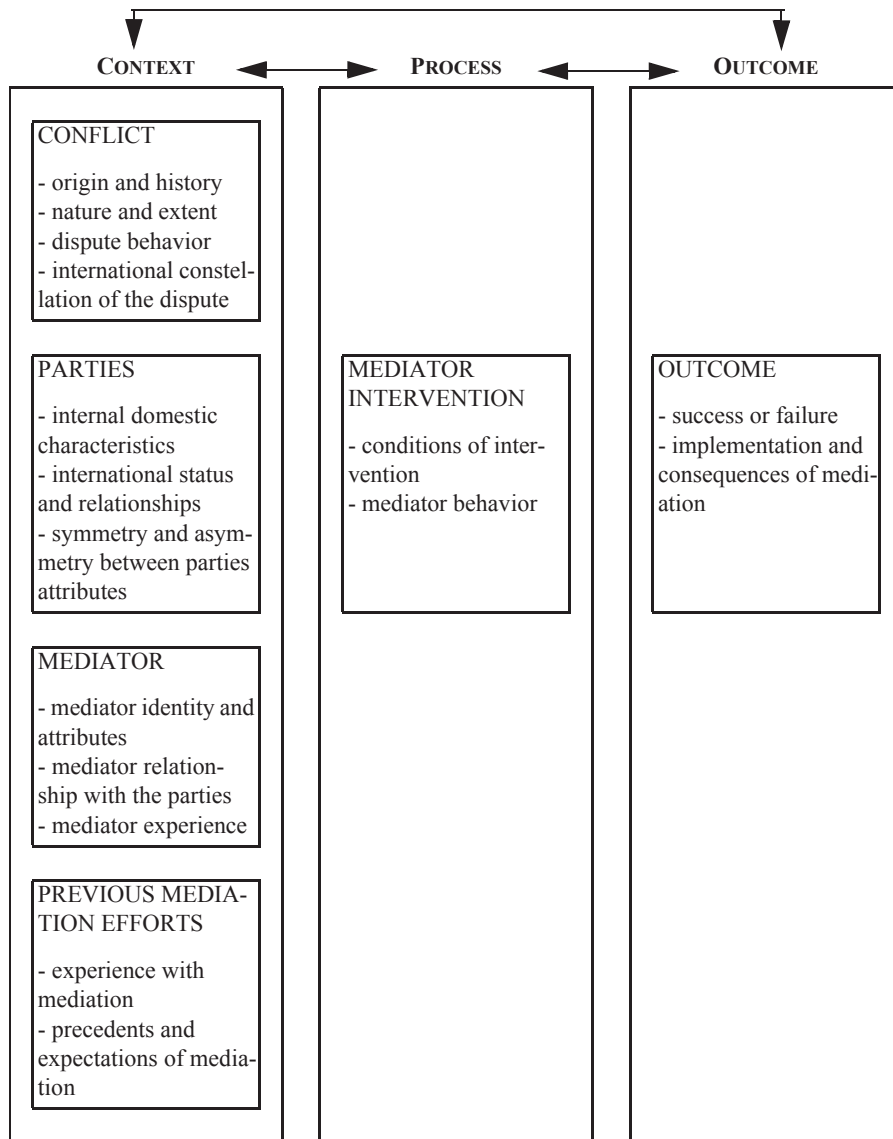 CONTEXT
PROCESS
OUTCOME
CONFLICT
- origin and history
- nature and extent
- dispute behavior
- international constel-
lation of the dispute
PARTIES
- internal domestic
characteristics
- international status
and relationships
- symmetry and asym-
metry between parties
attributes
MEDIATOR
- mediator identity and
attributes
- mediator relation-
ship with the parties
- mediator experience
PREVIOUS MEDIA-
TION EFFORTS
- experience with
mediation
- precedents and
expectations of media-
tion
MEDIATOR
INTERVENTION
- conditions of inter-
vention
- mediator behavior
OUTCOME
- success or failure
- implementation and
consequences of medi-
ation